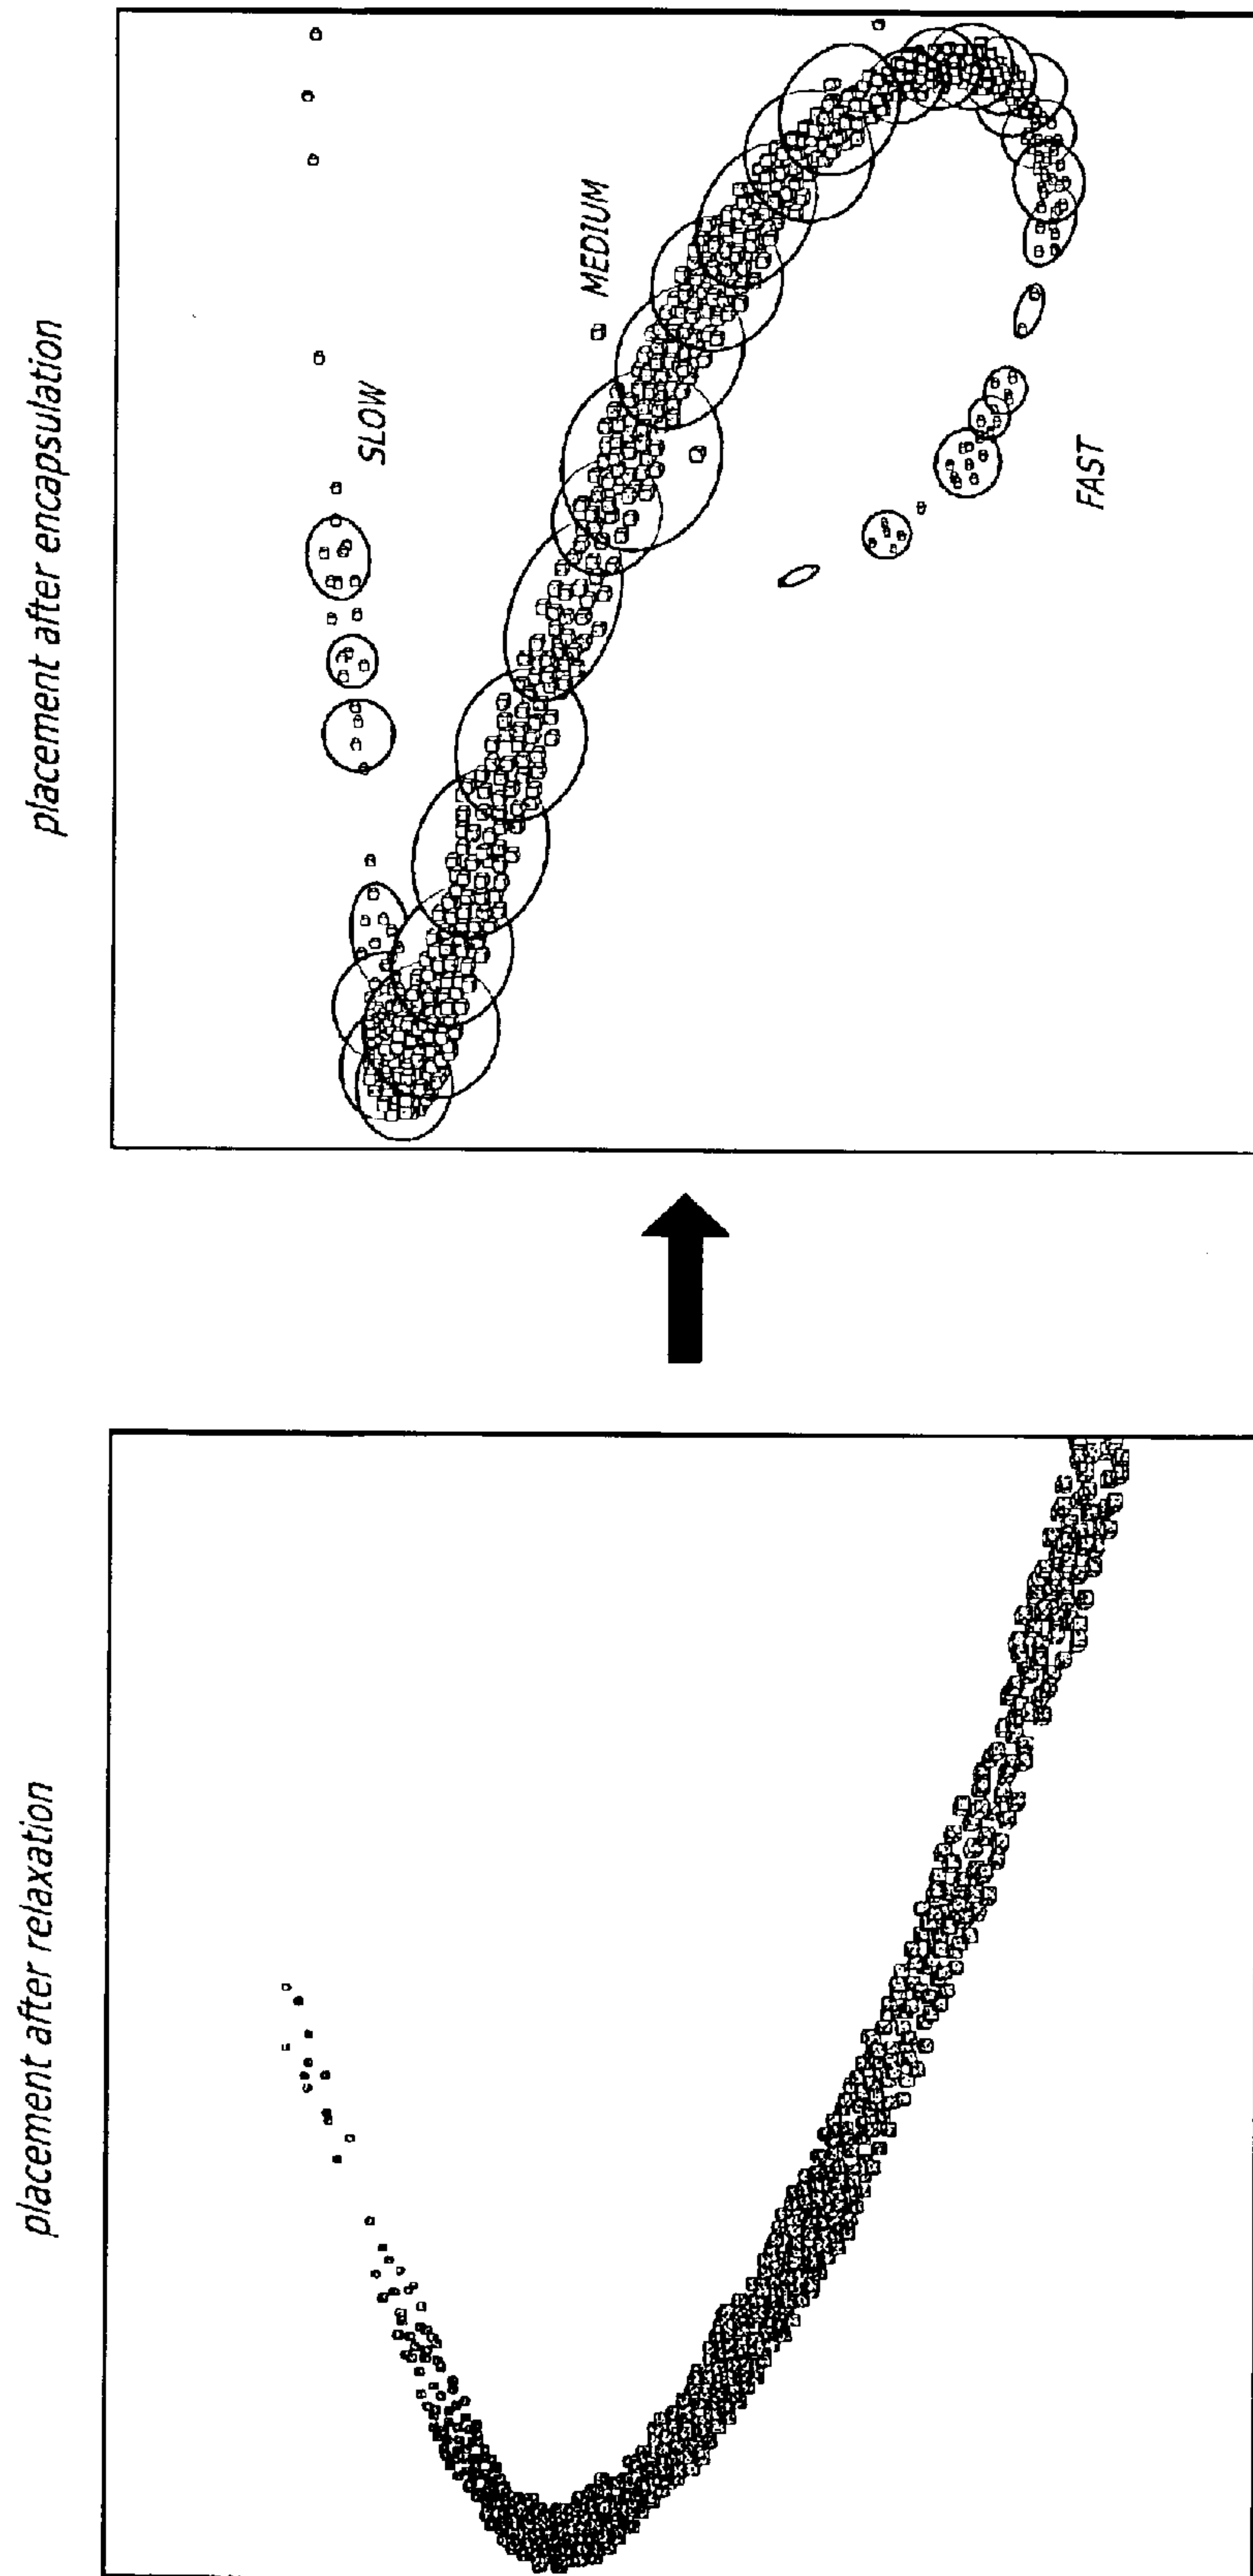 placement after relaxation
placement after encapsulation
SLOW
MEDIUM
FAST